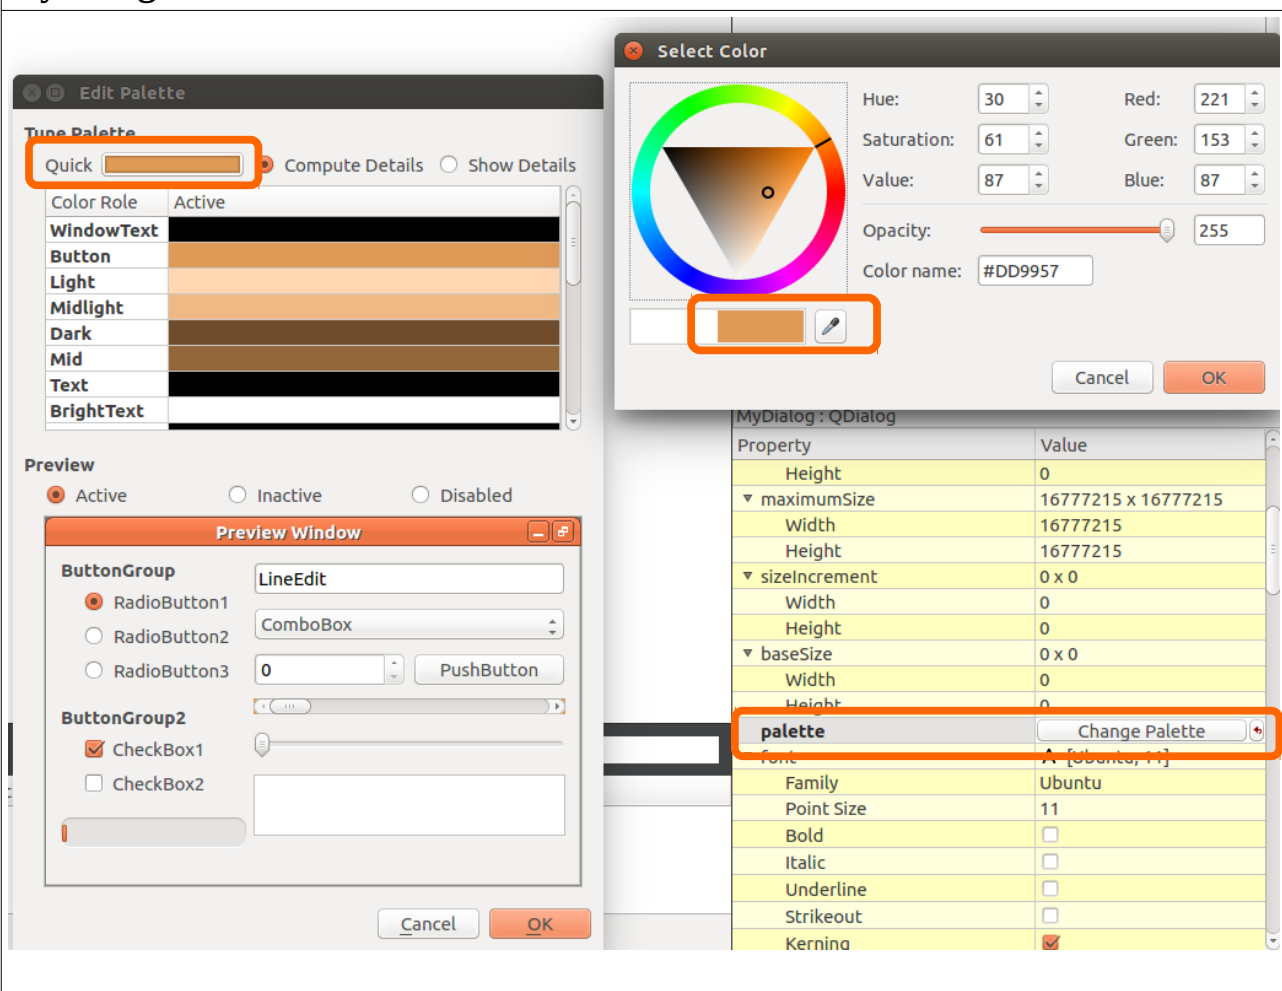 Select Color
Hue: 30 Red: 221
Saturation: 61 Green: 153
Value: 87 Blue: 87
Opacity: 255
Color name: #DD9957
Cancel OK
Edit Palette
Tune Palette
Quick Compute Details Show Details
Color Role Active
WindowText
Button
Light
Midlight
Dark
Mid
Text
BrightText
Preview
Active Inactive Disabled
Preview Window
ButtonGroup
LineEdit
RadioButton1
ComboBox
RadioButton2
RadioButton3 0 PushButton
ButtonGroup2
CheckBox1
CheckBox2
Cancel OK
MyDialog : QDialog
Property Value
Height 0
maximumSize 16777215 x 16777215
Width 16777215
Height 16777215
sizeIncrement 0 x 0
Width 0
Height 0
baseSize 0 x 0
Width 0
Height 0
palette Change Palette
font A [Ubuntu, 11]
Family Ubuntu
Point Size 11
Bold
Italic
Underline
Strikeout
Kerning